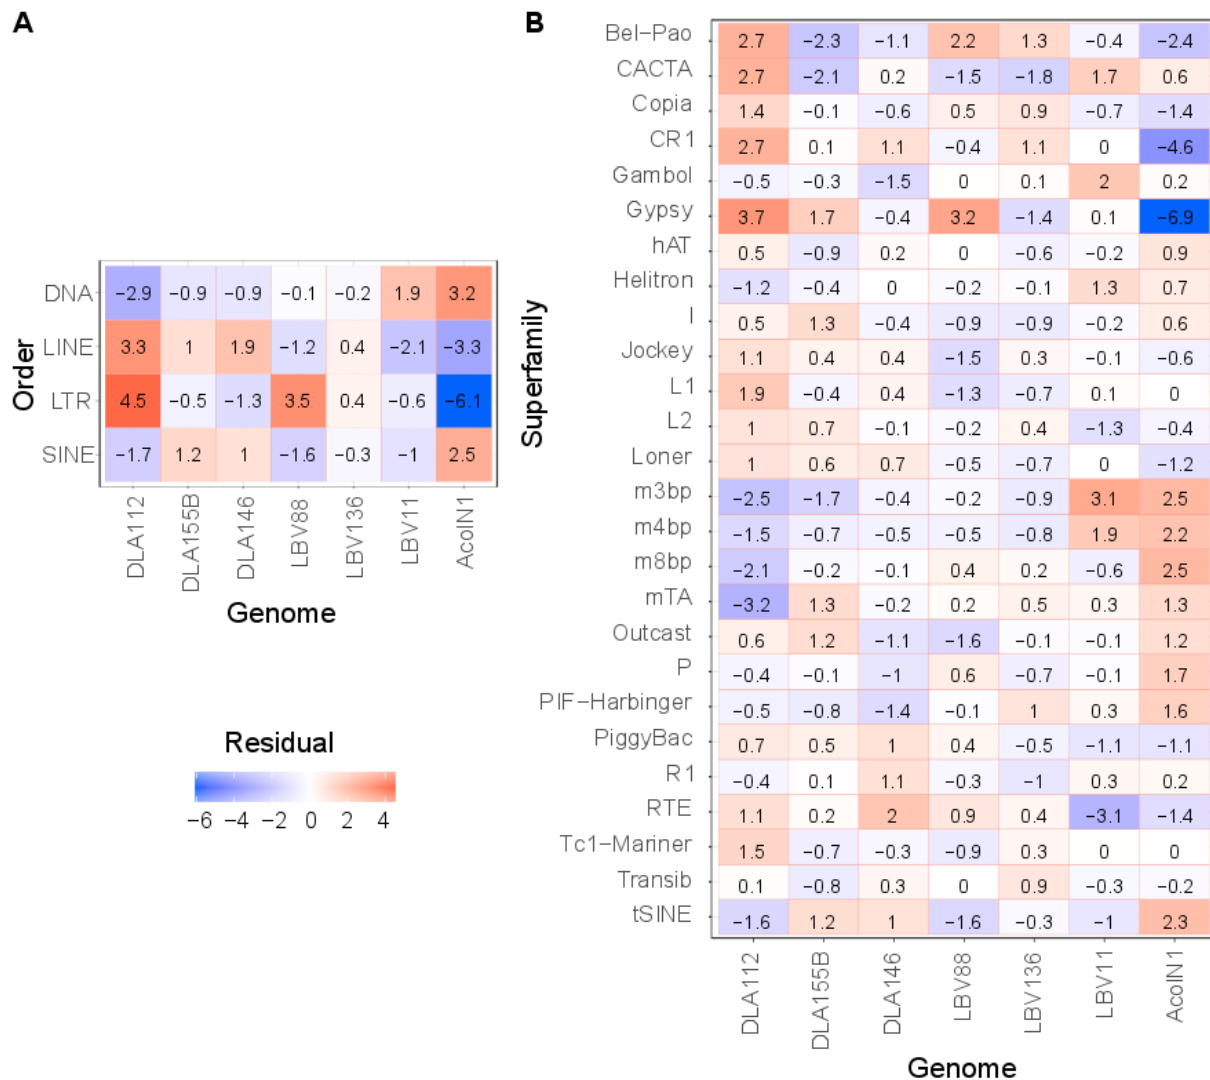 A
Order
DNA −2.9 −0.9 −0.9 −0.1 −0.2 1.9 3.2
LINE 3.3 1 1.9 −1.2 0.4 −2.1 −3.3
LTR 4.5 −0.5 −1.3 3.5 0.4 −0.6 −6.1
SINE −1.7 1.2 1 −1.6 −0.3 −1 2.5
DLA112 DLA155B DLA146 LBV88 LBV136 LBV11 AcolN1
Genome
Residual
−6 −4 −2 0 2 4
B
Superfamily
Bel−Pao 2.7 −2.3 −1.1 2.2 1.3 −0.4 −2.4
CACTA 2.7 −2.1 0.2 −1.5 −1.8 1.7 0.6
Copia 1.4 −0.1 −0.6 0.5 0.9 −0.7 −1.4
CR1 2.7 0.1 1.1 −0.4 1.1 0 −4.6
Gambol −0.5 −0.3 −1.5 0 0.1 2 0.2
Gypsy 3.7 1.7 −0.4 3.2 −1.4 0.1 −6.9
hAT 0.5 −0.9 0.2 0 −0.6 −0.2 0.9
Helitron −1.2 −0.4 0 −0.2 −0.1 1.3 0.7
I 0.5 1.3 −0.4 −0.9 −0.9 −0.2 0.6
Jockey 1.1 0.4 0.4 −1.5 0.3 −0.1 −0.6
L1 1.9 −0.4 0.4 −1.3 −0.7 0.1 0
L2 1 0.7 −0.1 −0.2 0.4 −1.3 −0.4
Loner 1 0.6 0.7 −0.5 −0.7 0 −1.2
m3bp −2.5 −1.7 −0.4 −0.2 −0.9 3.1 2.5
m4bp −1.5 −0.7 −0.5 −0.5 −0.8 1.9 2.2
m8bp −2.1 −0.2 −0.1 0.4 0.2 −0.6 2.5
mTA −3.2 1.3 −0.2 0.2 0.5 0.3 1.3
Outcast 0.6 1.2 −1.1 −1.6 −0.1 −0.1 1.2
P −0.4 −0.1 −1 0.6 −0.7 −0.1 1.7
PIF−Harbinger −0.5 −0.8 −1.4 −0.1 1 0.3 1.6
PiggyBac 0.7 0.5 1 0.4 −0.5 −1.1 −1.1
R1 −0.4 0.1 1.1 −0.3 −1 0.3 0.2
RTE 1.1 0.2 2 0.9 0.4 −3.1 −1.4
Tc1−Mariner 1.5 −0.7 −0.3 −0.9 0.3 0 0
Transib 0.1 −0.8 0.3 0 0.9 −0.3 −0.2
tSINE −1.6 1.2 1 −1.6 −0.3 −1 2.3
DLA112 DLA155B DLA146 LBV88 LBV136 LBV11 AcolN1
Genome